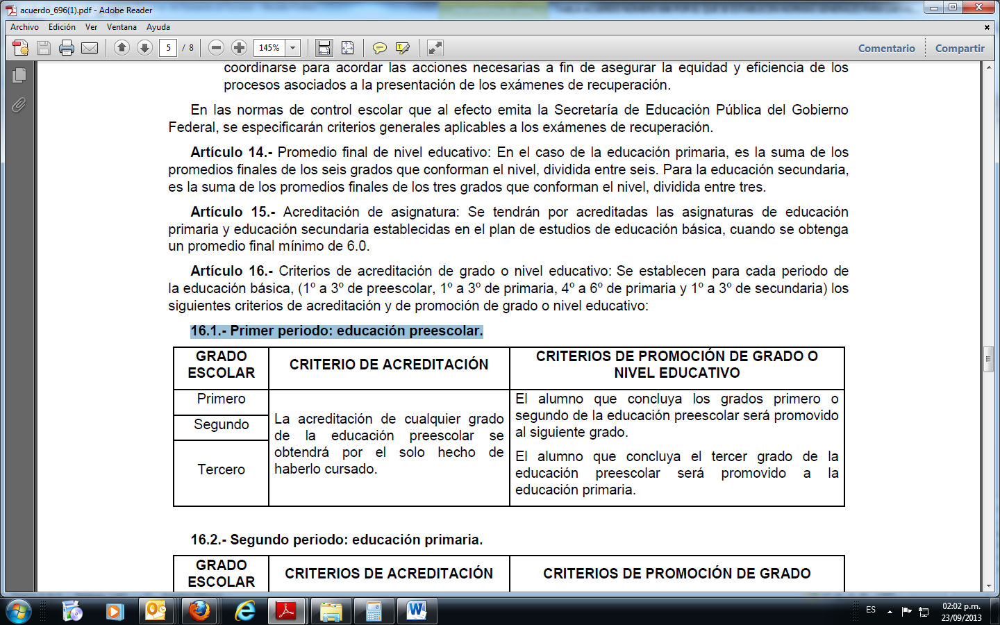 acuerdo_696(1).pdf - Adobe Reader
Archivo Edición Ver Ventana Ayuda
5 / 8 145% Comentario Compartir
coordinarse para acordar las acciones necesarias a fin de asegurar la equidad y eficiencia de los
procesos asociados a la presentación de los exámenes de recuperación.
En las normas de control escolar que al efecto emita la Secretaría de Educación Pública del Gobierno
Federal, se especificarán criterios generales aplicables a los exámenes de recuperación.
Artículo 14.- Promedio final de nivel educativo: En el caso de la educación primaria, es la suma de los
promedios finales de los seis grados que conforman el nivel, dividida entre seis. Para la educación secundaria,
es la suma de los promedios finales de los tres grados que conforman el nivel, dividida entre tres.
Artículo 15.- Acreditación de asignatura: Se tendrán por acreditadas las asignaturas de educación
primaria y educación secundaria establecidas en el plan de estudios de educación básica, cuando se obtenga
un promedio final mínimo de 6.0.
Artículo 16.- Criterios de acreditación de grado o nivel educativo: Se establecen para cada periodo de
la educación básica, (1º a 3º de preescolar, 1º a 3º de primaria, 4º a 6º de primaria y 1º a 3º de secundaria) los
siguientes criterios de acreditación y de promoción de grado o nivel educativo:
16.1.- Primer periodo: educación preescolar.
GRADO
ESCOLAR
CRITERIO DE ACREDITACIÓN
CRITERIOS DE PROMOCIÓN DE GRADO O
NIVEL EDUCATIVO
Primero
Segundo
Tercero
La acreditación de cualquier grado
de la educación preescolar se
obtendrá por el solo hecho de
haberlo cursado.
El alumno que concluya los grados primero o
segundo de la educación preescolar será promovido
al siguiente grado.
El alumno que concluya el tercer grado de la
educación preescolar será promovido a la
educación primaria.
16.2.- Segundo periodo: educación primaria.
GRADO
ESCOLAR
CRITERIOS DE ACREDITACIÓN
CRITERIOS DE PROMOCIÓN DE GRADO
ES
02:02 p.m.
23/09/2013